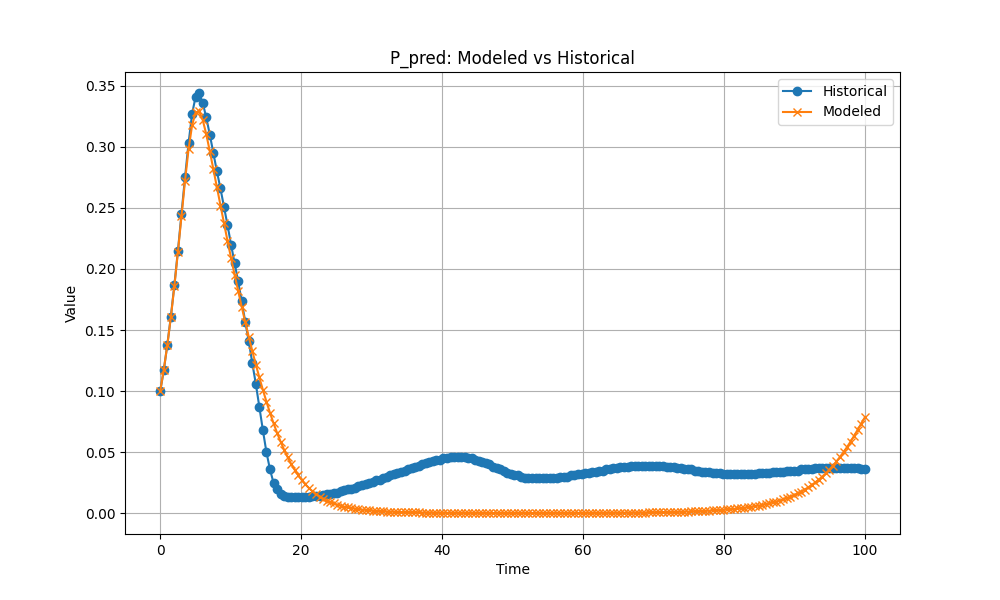 P_pred: Modeled vs Historical
Historical
Modeled
0.35
0.30
0.25
0.20
0.15
0.10
0.05
0.00
Value
0 20 40 60 80 100
Time